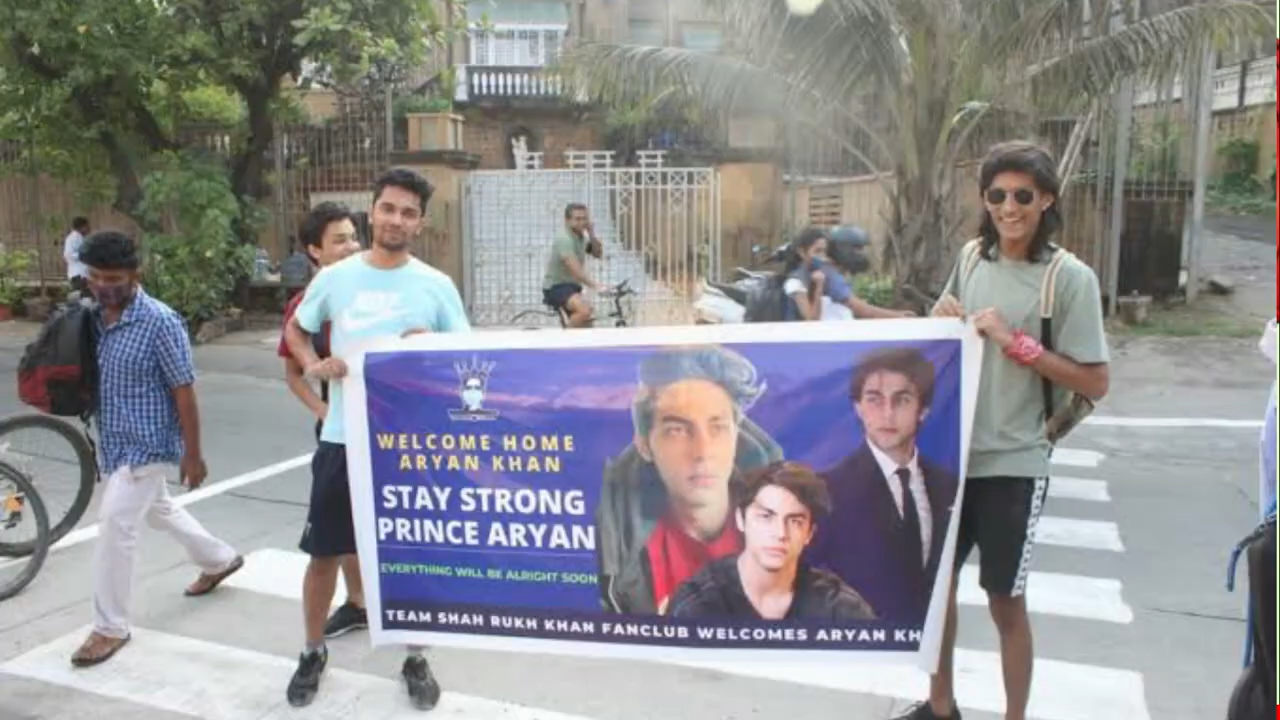 WELCOME HOME
ARYAN KHAN
STAY STRONG
PRINCE ARYAN
EVERYTHING WILL BE ALRIGHT SOON
TEAM SHAH RUKH KHAN FANCLUB WELCOMES ARYAN KH